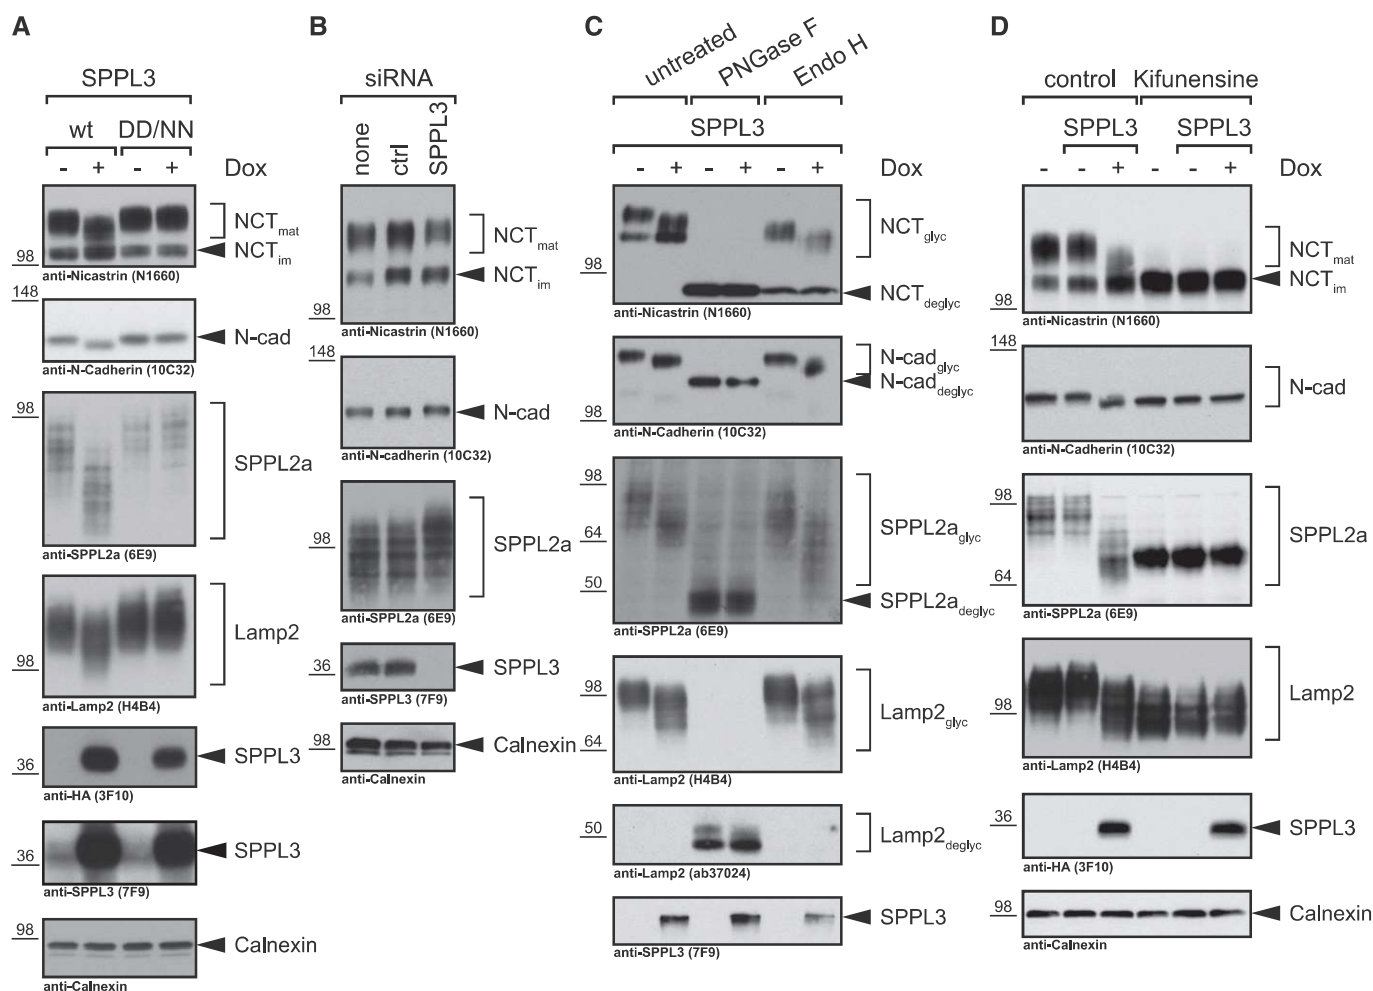 A
SPPL3
wt DD/NN
- + - + Dox
NCTmat
NCTim
98
anti-Nicastrin (N1660)
148
N-cad
anti-N-Cadherin (10C32)
98
SPPL2a
anti-SPPL2a (6E9)
Lamp2
98
anti-Lamp2 (H4B4)
SPPL3
36
anti-HA (3F10)
SPPL3
36
anti-SPPL3 (7F9)
98
Calnexin
anti-Calnexin
B
siRNA
none ctrl SPPL3
NCTmat
NCTim
98
anti-Nicastrin (N1660)
148
N-cad
anti-N-cadherin (10C32)
98
SPPL2a
anti-SPPL2a (6E9)
36
SPPL3
anti-SPPL3 (7F9)
98
Calnexin
anti-Calnexin
C
untreated PNGase F Endo H
SPPL3
- + - + - + Dox
NCTglyc
98
NCTdeglyc
anti-Nicastrin (N1660)
N-cadglyc
N-caddeglyc
98
anti-N-Cadherin (10C32)
98
64
50
SPPL2aglyc
SPPL2adeglyc
anti-SPPL2a (6E9)
98
Lamp2glyc
64
anti-Lamp2 (H4B4)
50
Lamp2deglyc
anti-Lamp2 (ab37024)
SPPL3
anti-SPPL3 (7F9)
D
control Kifunensine
SPPL3 SPPL3
- - + - - + Dox
NCTmat
NCTim
98
anti-Nicastrin (N1660)
148
N-cad
anti-N-Cadherin (10C32)
98
SPPL2a
64
anti-SPPL2a (6E9)
98
Lamp2
anti-Lamp2 (H4B4)
36
SPPL3
anti-HA (3F10)
98
Calnexin
anti-Calnexin